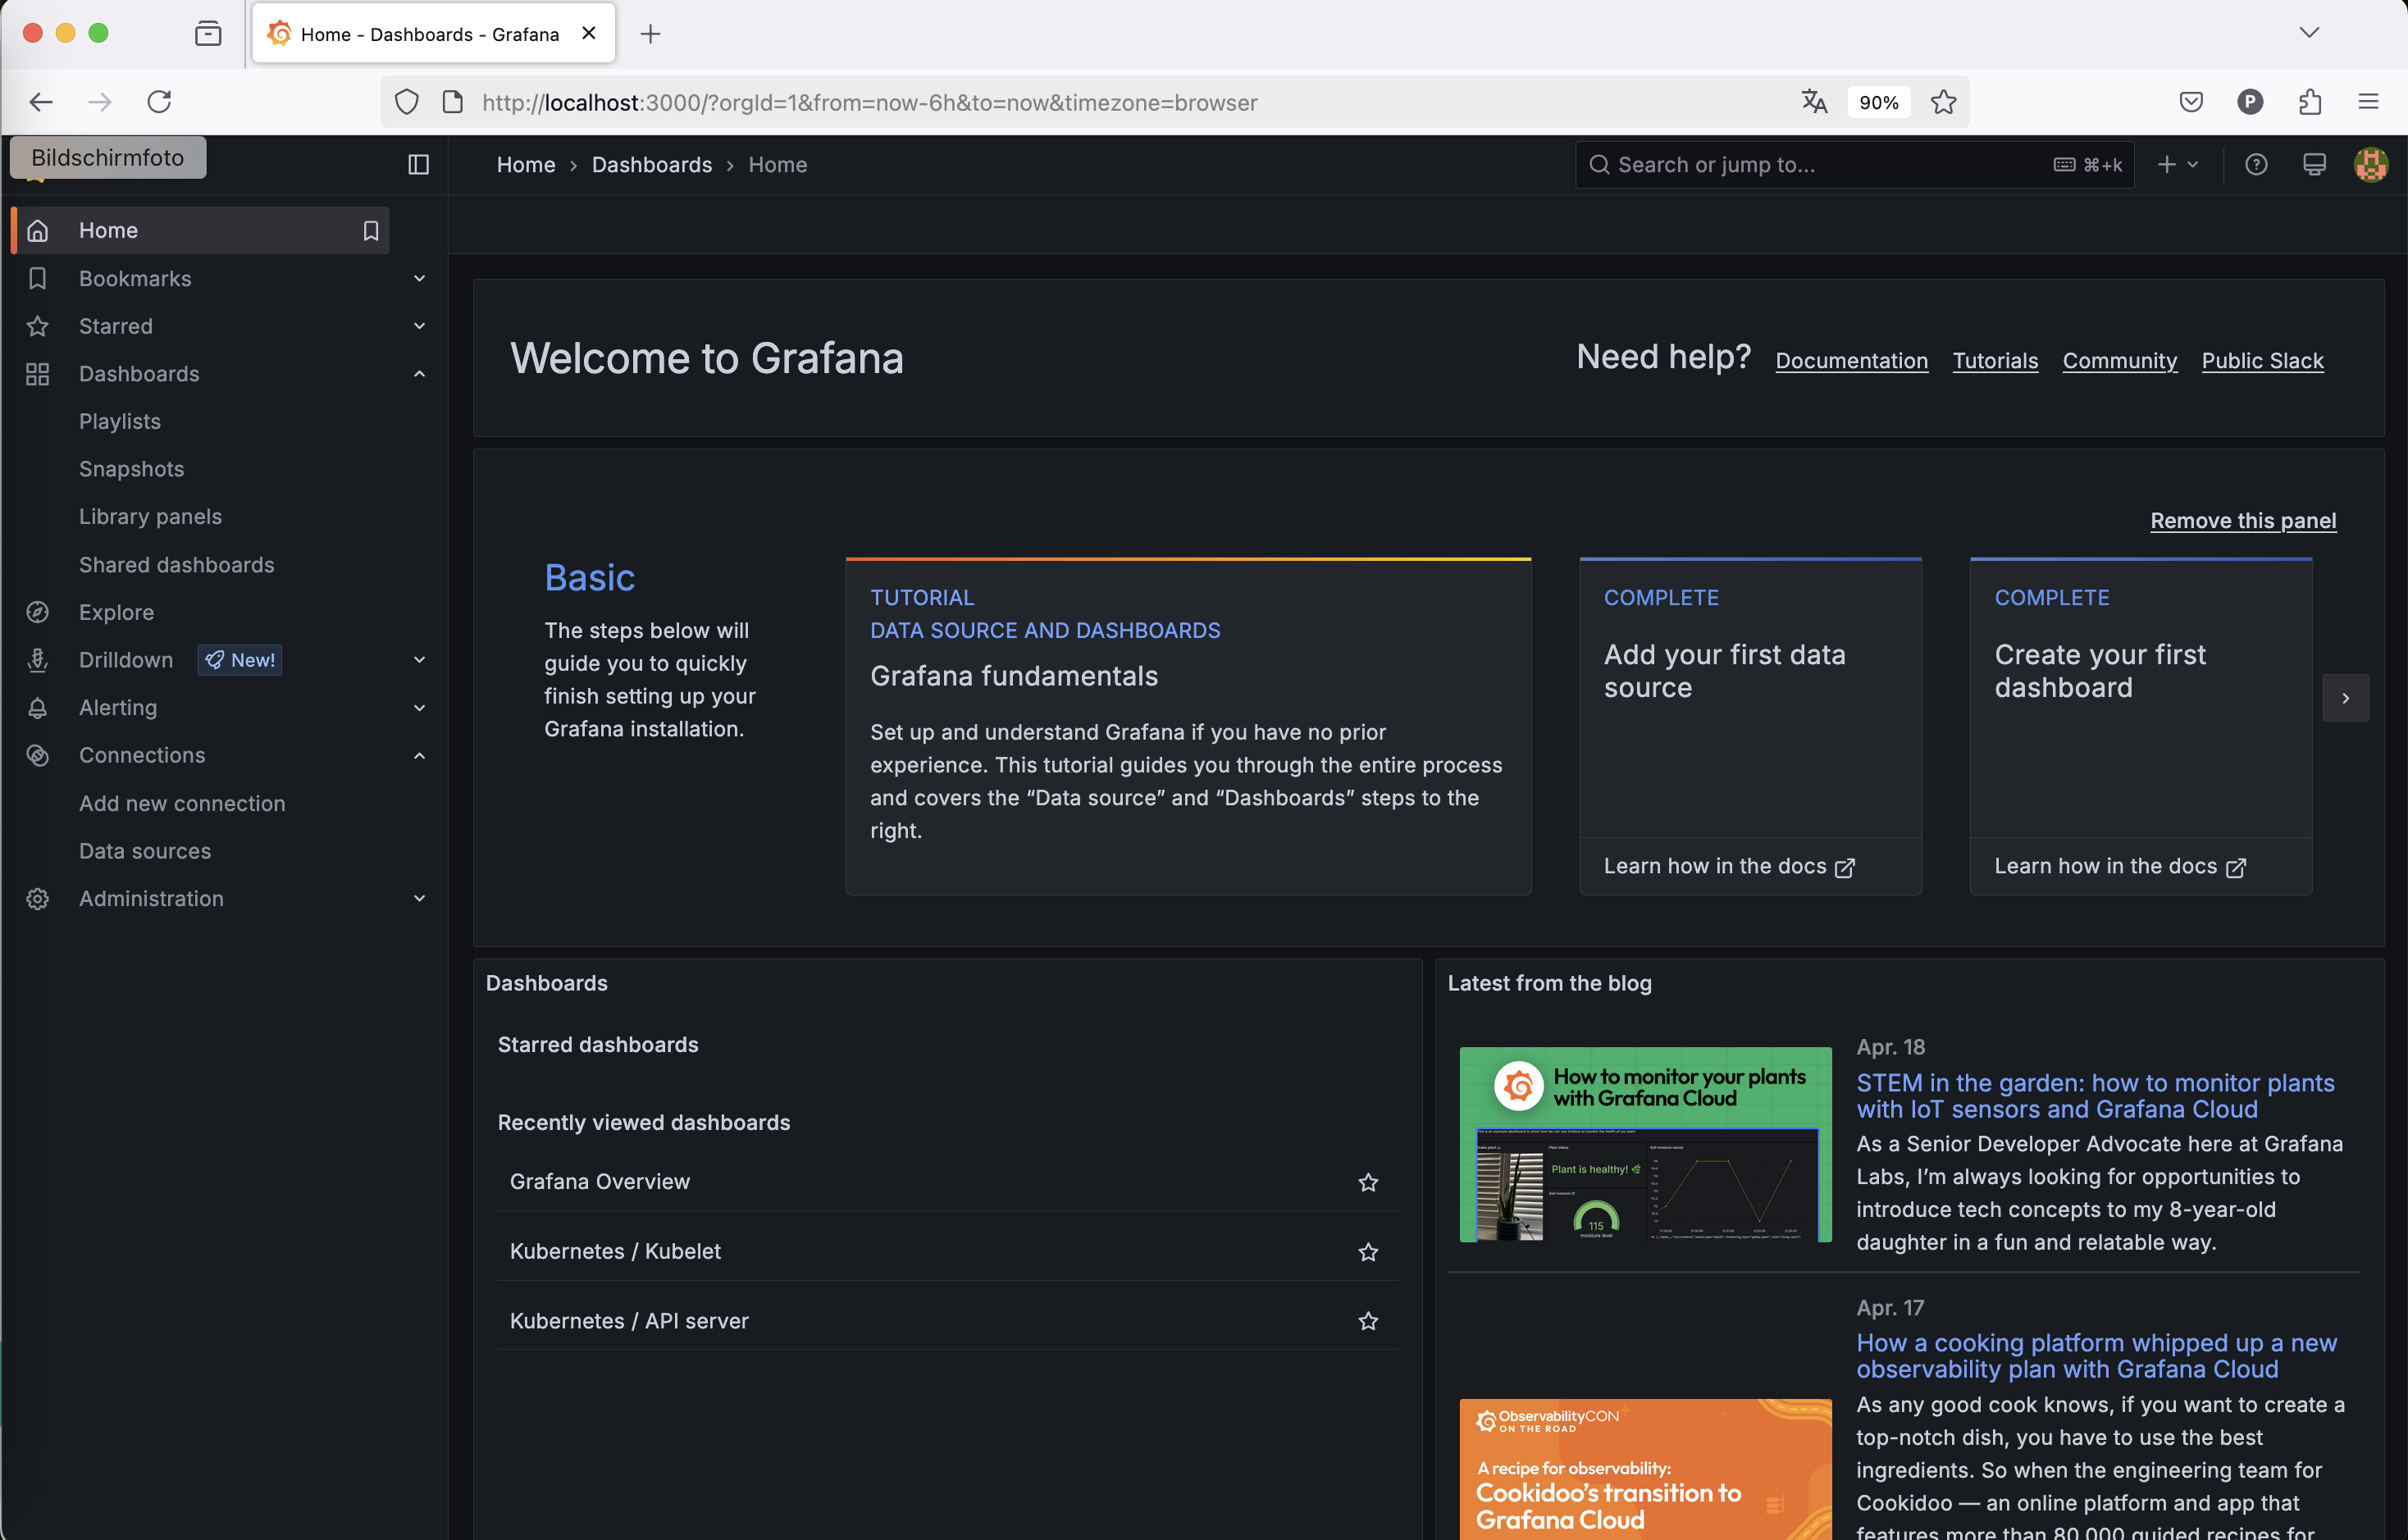 Home - Dashboards - Grafana
http://localhost:3000/?orgId=1&from=now-6h&to=now&timezone=browser
90%
P
Bildschirmfoto
Home › Dashboards › Home
Search or jump to...
⌘+k
Home
Bookmarks
Starred
Dashboards
Playlists
Snapshots
Library panels
Shared dashboards
Explore
Drilldown New!
Alerting
Connections
Add new connection
Data sources
Administration
Welcome to Grafana
Need help? Documentation Tutorials Community Public Slack
Remove this panel
Basic
The steps below will
guide you to quickly
finish setting up your
Grafana installation.
TUTORIAL
DATA SOURCE AND DASHBOARDS
Grafana fundamentals
Set up and understand Grafana if you have no prior
experience. This tutorial guides you through the entire process
and covers the “Data source” and “Dashboards” steps to the
right.
COMPLETE
Add your first data
source
Learn how in the docs
COMPLETE
Create your first
dashboard
Learn how in the docs
Dashboards
Starred dashboards
Recently viewed dashboards
Grafana Overview
Kubernetes / Kubelet
Kubernetes / API server
Latest from the blog
How to monitor your plants
with Grafana Cloud
Plant status
Plant is healthy!
115
moisture level
Apr. 18
STEM in the garden: how to monitor plants
with IoT sensors and Grafana Cloud
As a Senior Developer Advocate here at Grafana
Labs, I’m always looking for opportunities to
introduce tech concepts to my 8-year-old
daughter in a fun and relatable way.
ObservabilityCON
ON THE ROAD
A recipe for observability:
Cookidoo’s transition to
Grafana Cloud
Apr. 17
How a cooking platform whipped up a new
observability plan with Grafana Cloud
As any good cook knows, if you want to create a
top-notch dish, you have to use the best
ingredients. So when the engineering team for
Cookidoo — an online platform and app that
features more than 80,000 guided recipes for